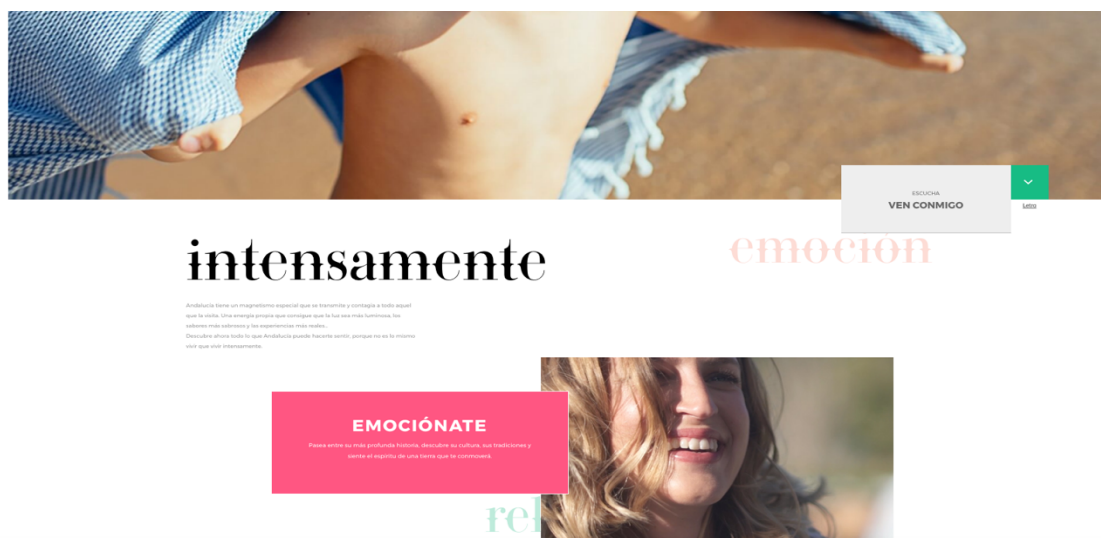 ESCUCHA
VEN CONMIGO
Letra
intensamente
emoción
Andalucía tiene un magnetismo especial que se transmite y contagia a todo aquel
que la visita. Una energía propia que consigue que la luz sea más luminosa, los
sabores más sabrosos y las experiencias más reales...
Descubre ahora todo lo que Andalucía puede hacerte sentir, porque no es lo mismo
vivir que vivir intensamente.
EMOCIÓNATE
Pasea entre su más profunda historia, descubre su cultura, sus tradiciones y
siente el espíritu de una tierra que te conmoverá.